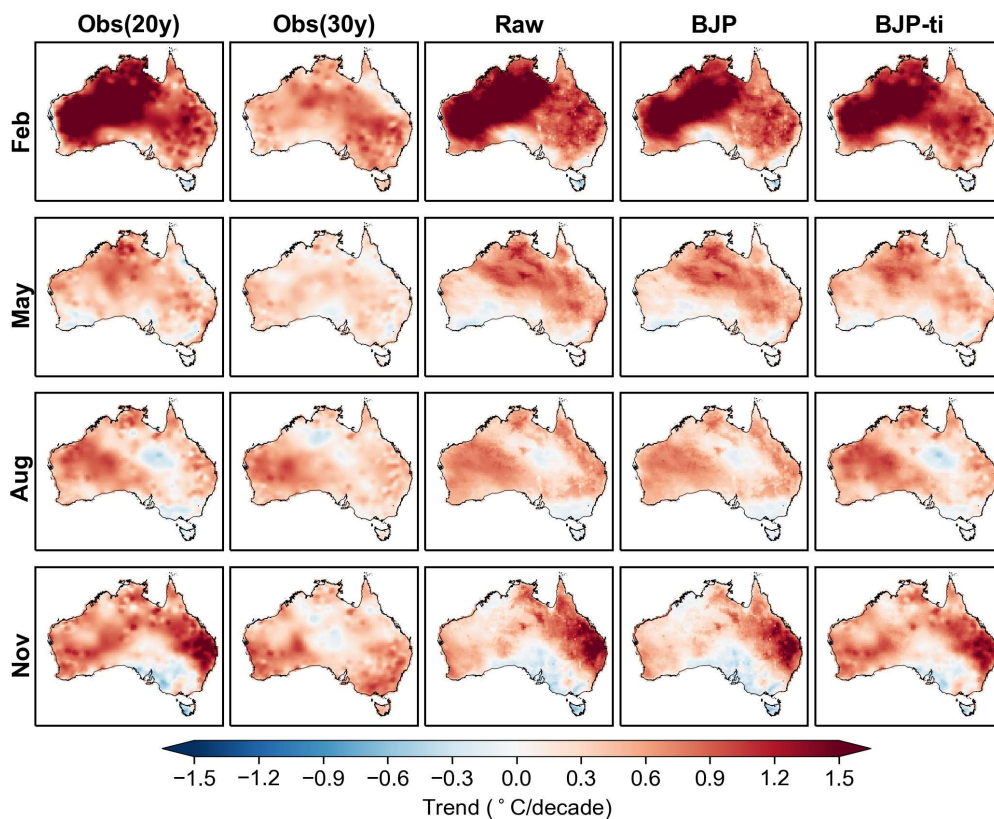 Obs(20y) Obs(30y) Raw BJP BJP-ti
Feb
May
Aug
Nov
−1.5 −1.2 −0.9 −0.6 −0.3 0.0 0.3 0.6 0.9 1.2 1.5
Trend (°C/decade)